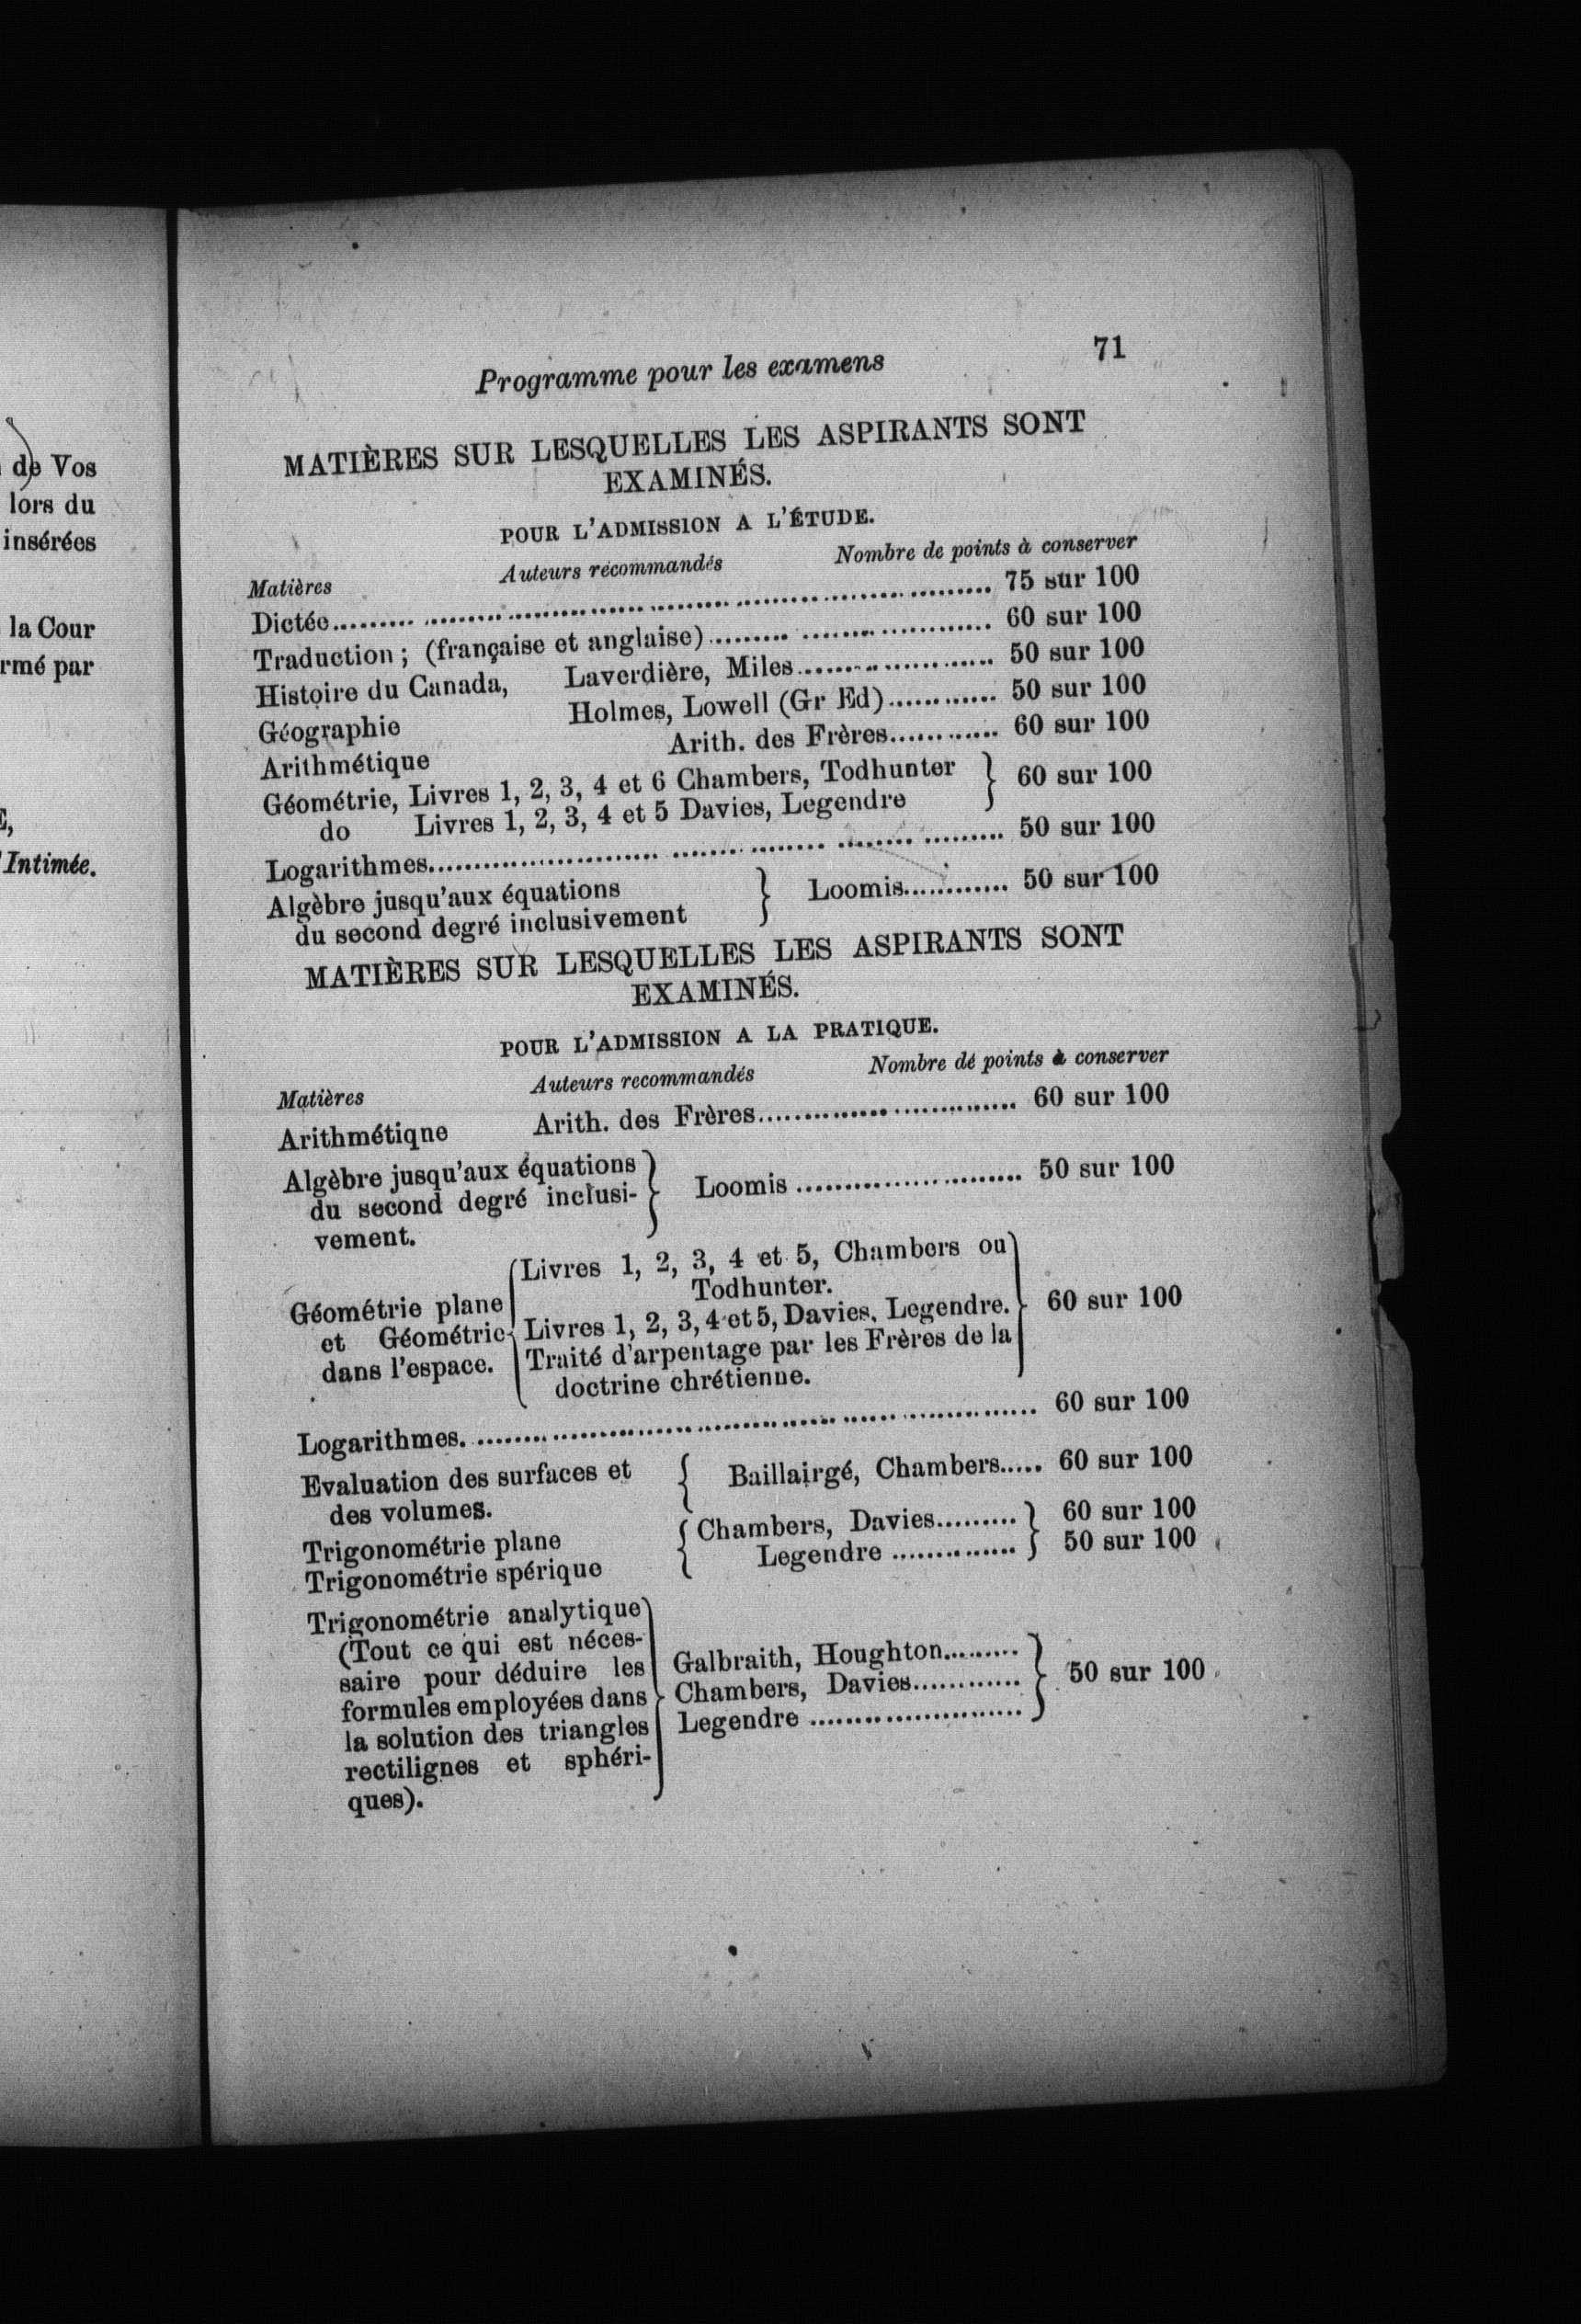 de Vos
lors du
insérées
la Cour
rmé par
Intimée.
71
Programme pour les examens
MATIÈRES SUR LESQUELLES LES ASPIRANTS SONT
EXAMINÉS.
POUR L'ADMISSION A L'ÉTUDE.
Matières Auteurs recommandés Nombre de points à conserver
Dictée.................................................. 75 sur 100
Traduction ; (française et anglaise)........................ 60 sur 100
Histoire du Canada, Laverdière, Miles.................. 50 sur 100
Géographie Holmes, Lowell (Gr Ed)............ 50 sur 100
Arithmétique Arith. des Frères............ 60 sur 100
Géométrie, Livres 1, 2, 3, 4 et 6 Chambers, Todhunter } 60 sur 100
do Livres 1, 2, 3, 4 et 5 Davies, Legendre
Logarithmes.................................................. 50 sur 100
Algèbre jusqu'aux équations } Loomis............ 50 sur 100
du second degré inclusivement
MATIÈRES SUR LESQUELLES LES ASPIRANTS SONT
EXAMINÉS.
POUR L'ADMISSION A LA PRATIQUE.
Matières Auteurs recommandés Nombre de points à conserver
Arithmétiqne Arith. des Frères........................... 60 sur 100
Algèbre jusqu'aux équations
du second degré inclusi- } Loomis ........................ 50 sur 100
vement.
Livres 1, 2, 3, 4 et 5, Chambers ou
Todhunter.
Géométrie plane
et Géométrie { Livres 1, 2, 3, 4 et 5, Davies, Legendre. } 60 sur 100
dans l'espace. Traité d'arpentage par les Frères de la
doctrine chrétienne.
Logarithmes. .................................................. 60 sur 100
Evaluation des surfaces et { Baillairgé, Chambers..... 60 sur 100
des volumes.
Trigonométrie plane { Chambers, Davies......... } 60 sur 100
Trigonométrie spérique Legendre .............. 50 sur 100
Trigonométrie analytique
(Tout ce qui est néces-
saire pour déduire les Galbraith, Houghton.........
formules employées dans } Chambers, Davies............ } 50 sur 100
la solution des triangles Legendre .......................
rectilignes et sphéri-
ques).